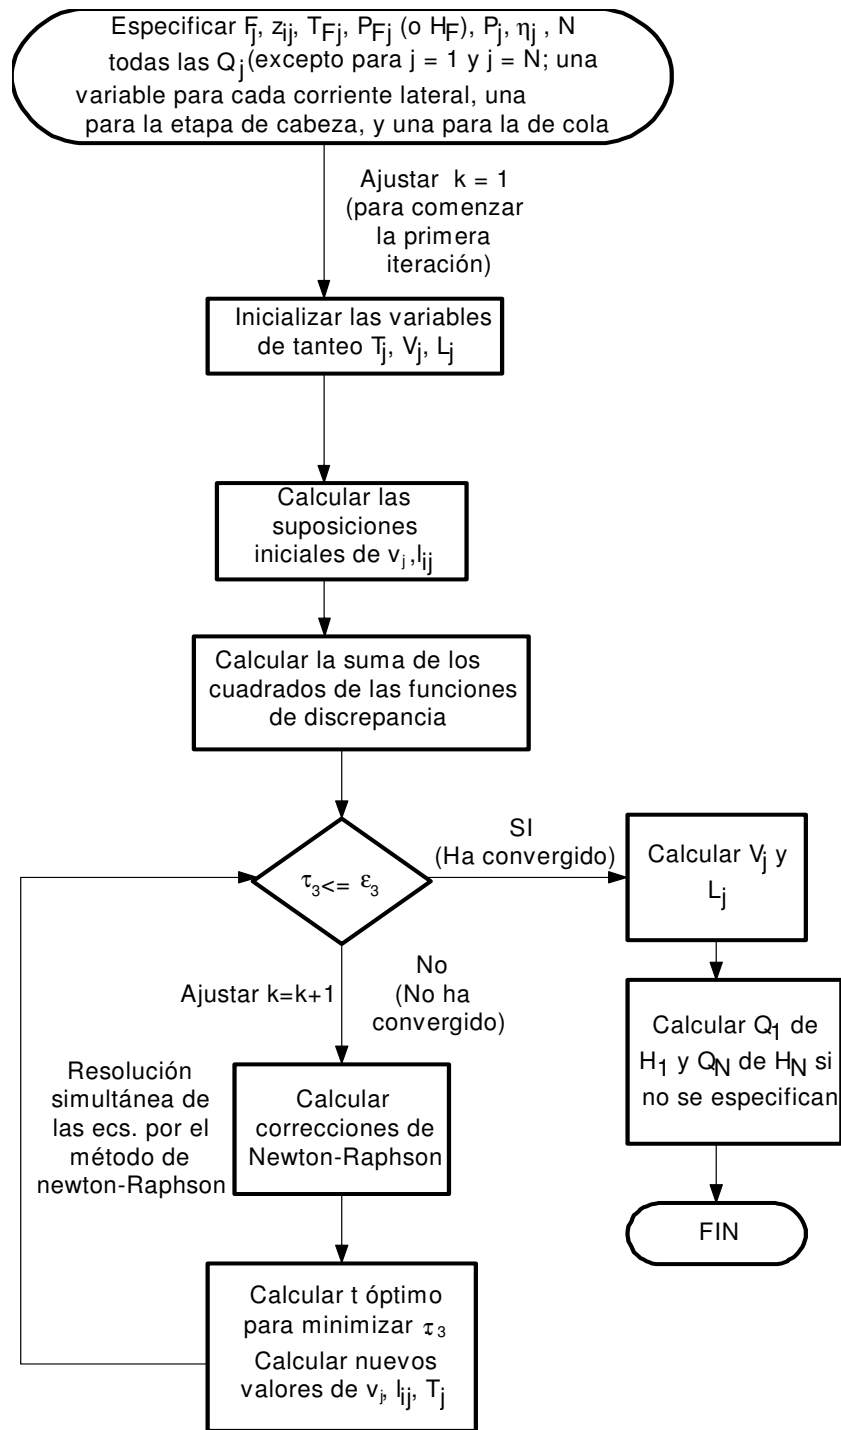 Especificar Fj, zij, TFj, PFj (o HF), Pj, ηj , N
todas las Qj (excepto para j = 1 y j = N; una
variable para cada corriente lateral, una
para la etapa de cabeza, y una para la de cola
Ajustar k = 1
(para comenzar
la primera
iteración)
Inicializar las variables
de tanteo Tj, Vj, Lj
Calcular las
suposiciones
iniciales de vj ,lij
Calcular la suma de los
cuadrados de las funciones
de discrepancia
τ3<= ε3
SI
(Ha convergido)
Calcular Vj y
Lj
Calcular Q1 de
H1 y QN de HN si
no se especifican
FIN
Ajustar k=k+1
No
(No ha
convergido)
Resolución
simultánea de
las ecs. por el
método de
newton-Raphson
Calcular
correcciones de
Newton-Raphson
Calcular t óptimo
para minimizar τ3
Calcular nuevos
valores de vj, lij, Tj